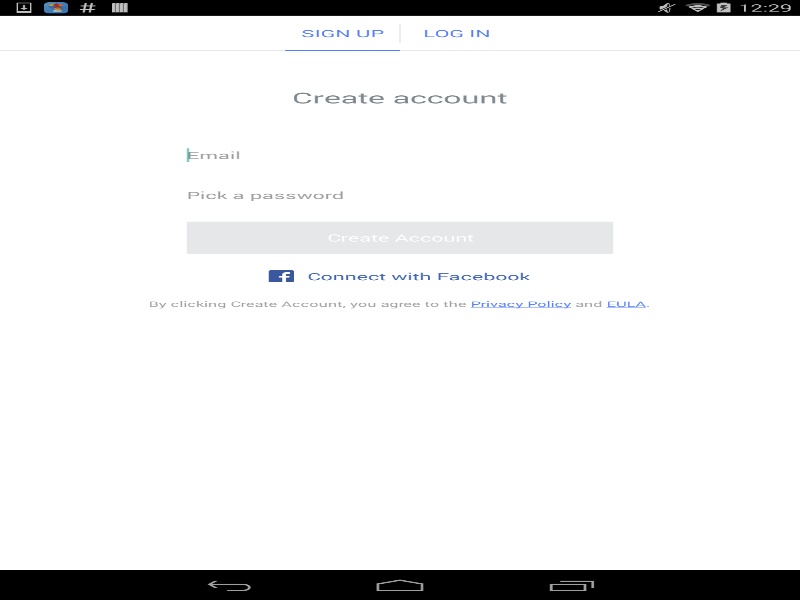 # 12:29
SIGN UP LOG IN
Create account
Email
Pick a password
Create Account
f Connect with Facebook
By clicking Create Account, you agree to the Privacy Policy and EULA.